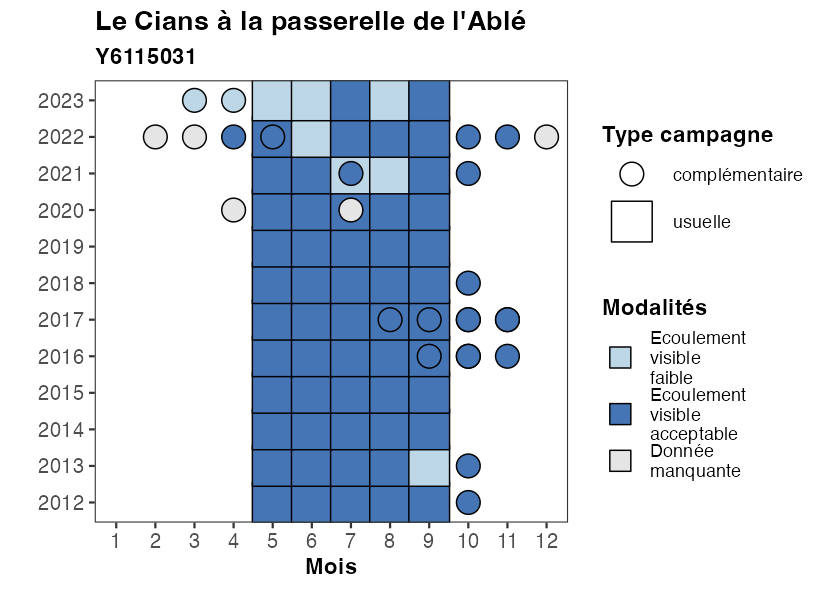 Le Cians à la passerelle de l'Ablé
Y6115031
2023
2022
2021
2020
2019
2018
2017
2016
2015
2014
2013
2012
1 2 3 4 5 6 7 8 9 10 11 12
Mois
Type campagne
complémentaire
usuelle
Modalités
Ecoulement
visible
faible
Ecoulement
visible
acceptable
Donnée
manquante